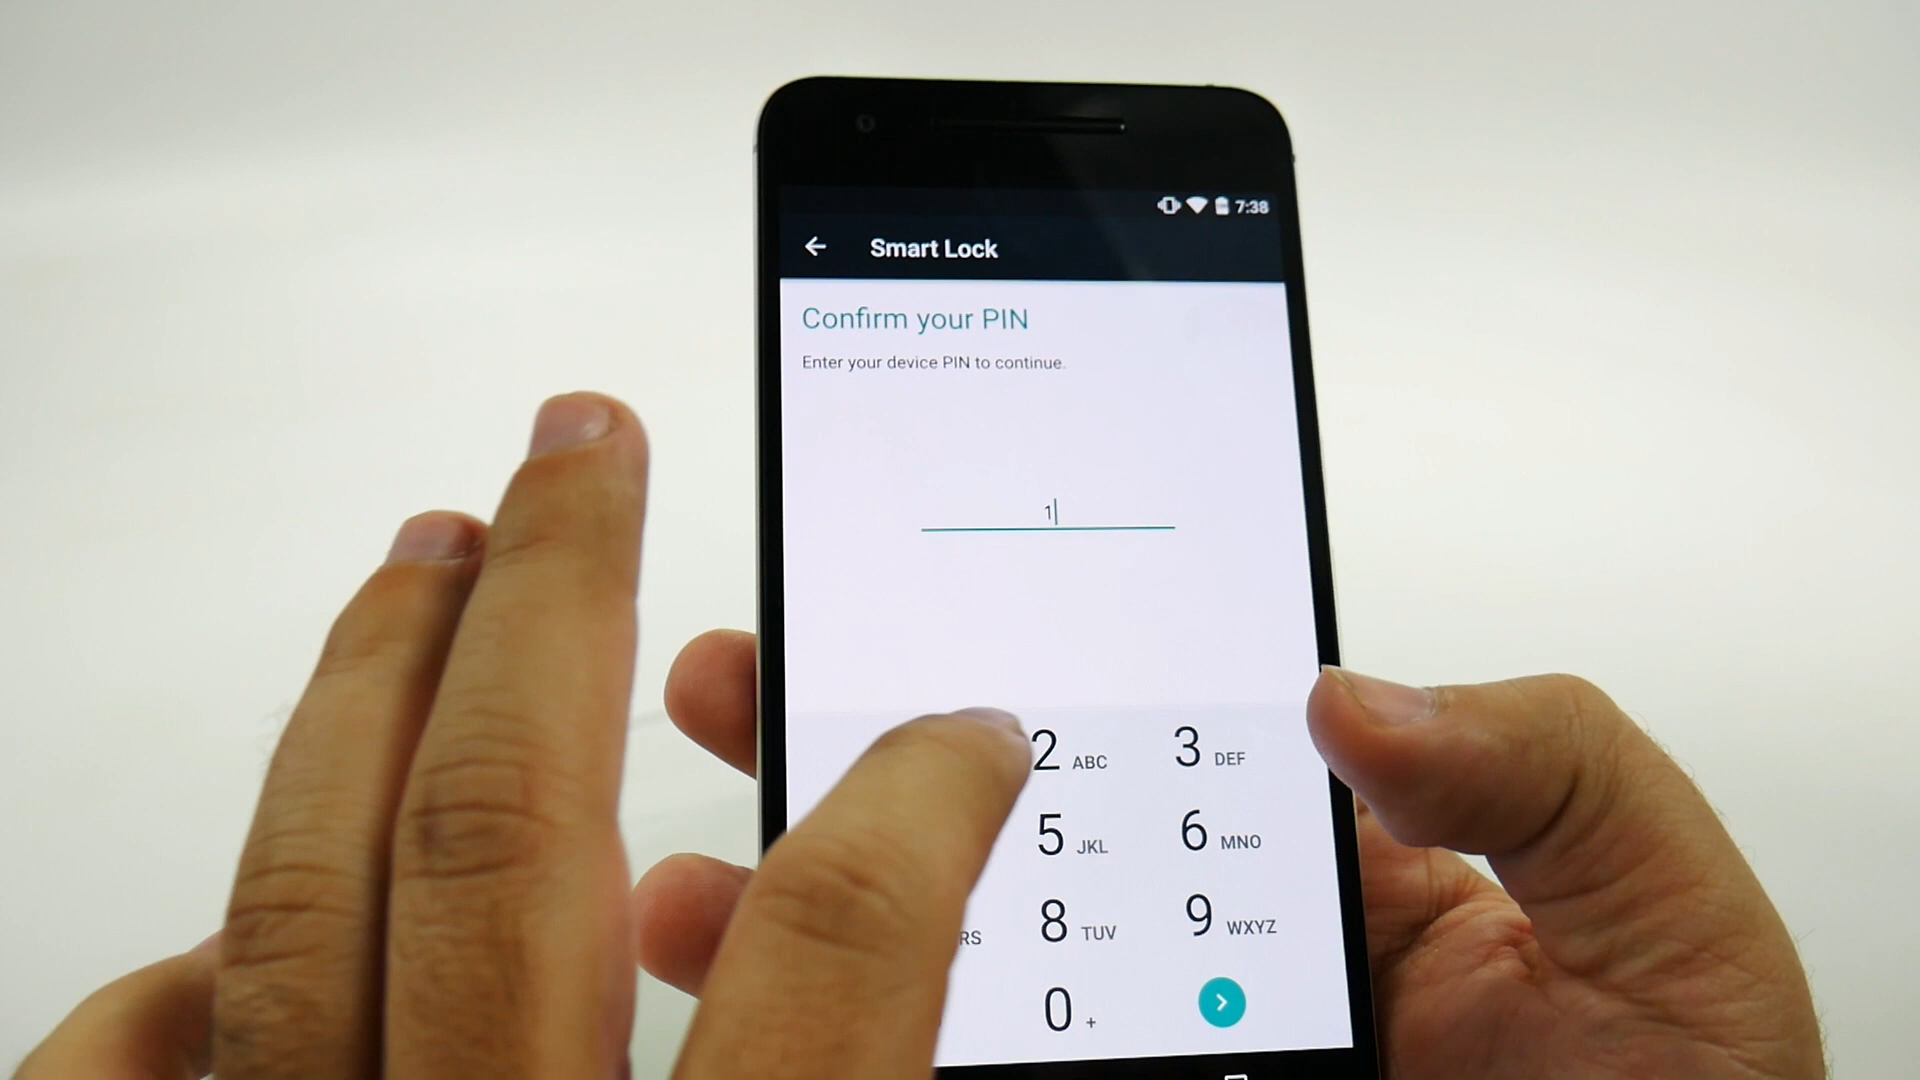 7:38
Smart Lock
Confirm your PIN
Enter your device PIN to continue.
1
2 ABC 3 DEF
5 JKL 6 MNO
RS 8 TUV 9 WXYZ
0 +